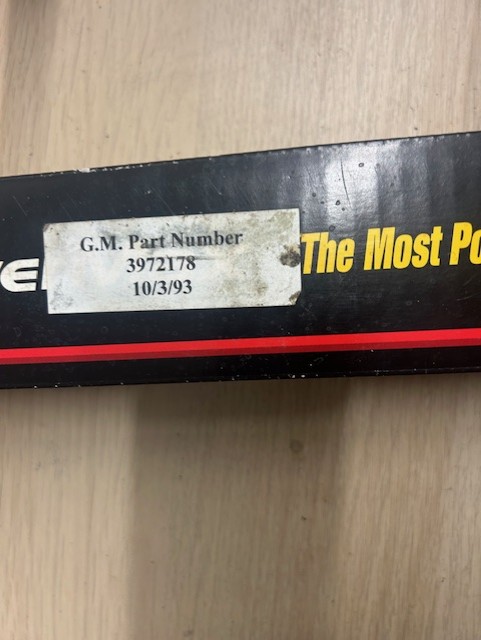 G.M. Part Number
3972178
10/3/93
The Most